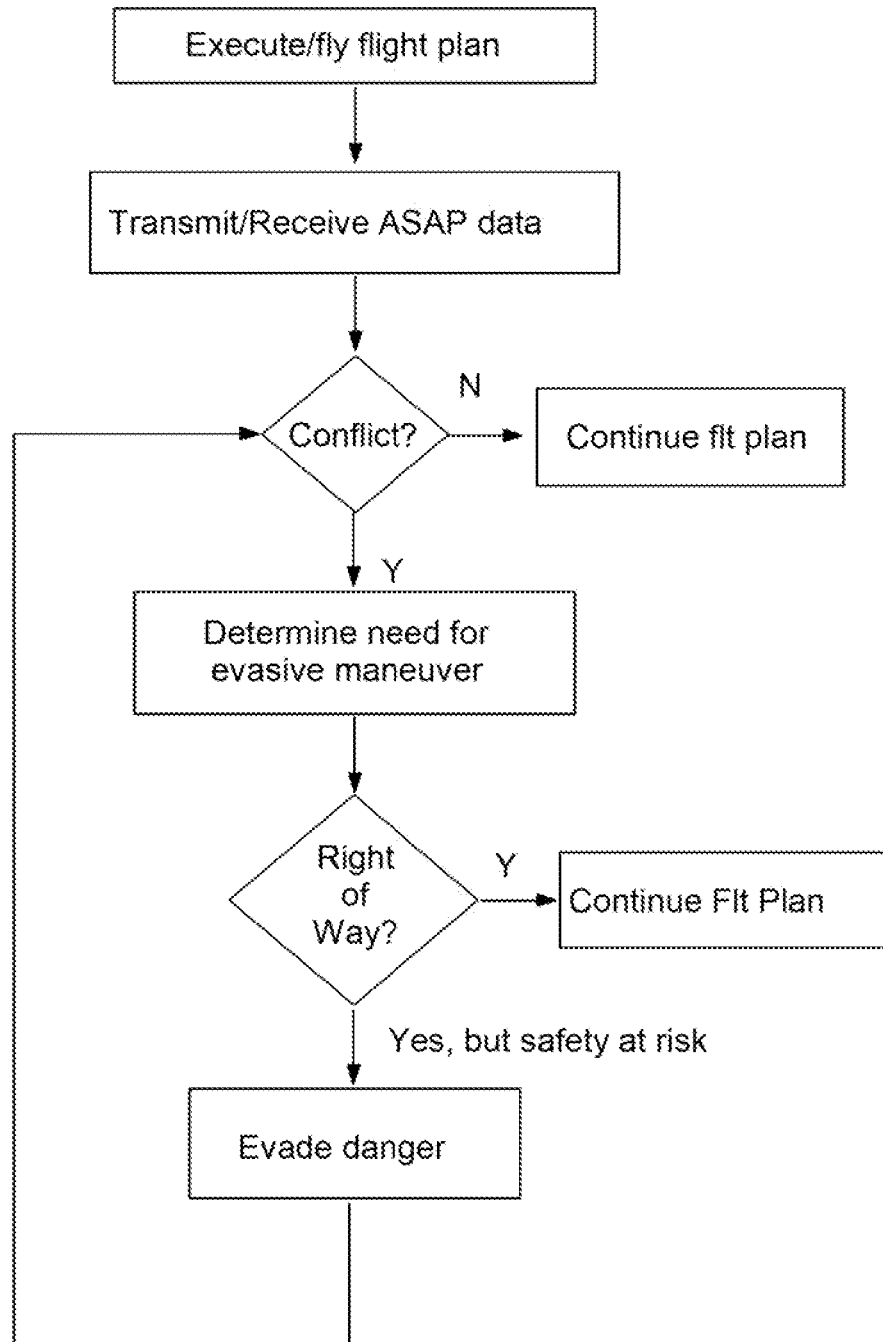 Execute/fly flight plan
Transmit/Receive ASAP data
N
Conflict?
Continue flt plan
Y
Determine need for
evasive maneuver
Right
of
Way?
Y
Continue Flt Plan
Yes, but safety at risk
Evade danger